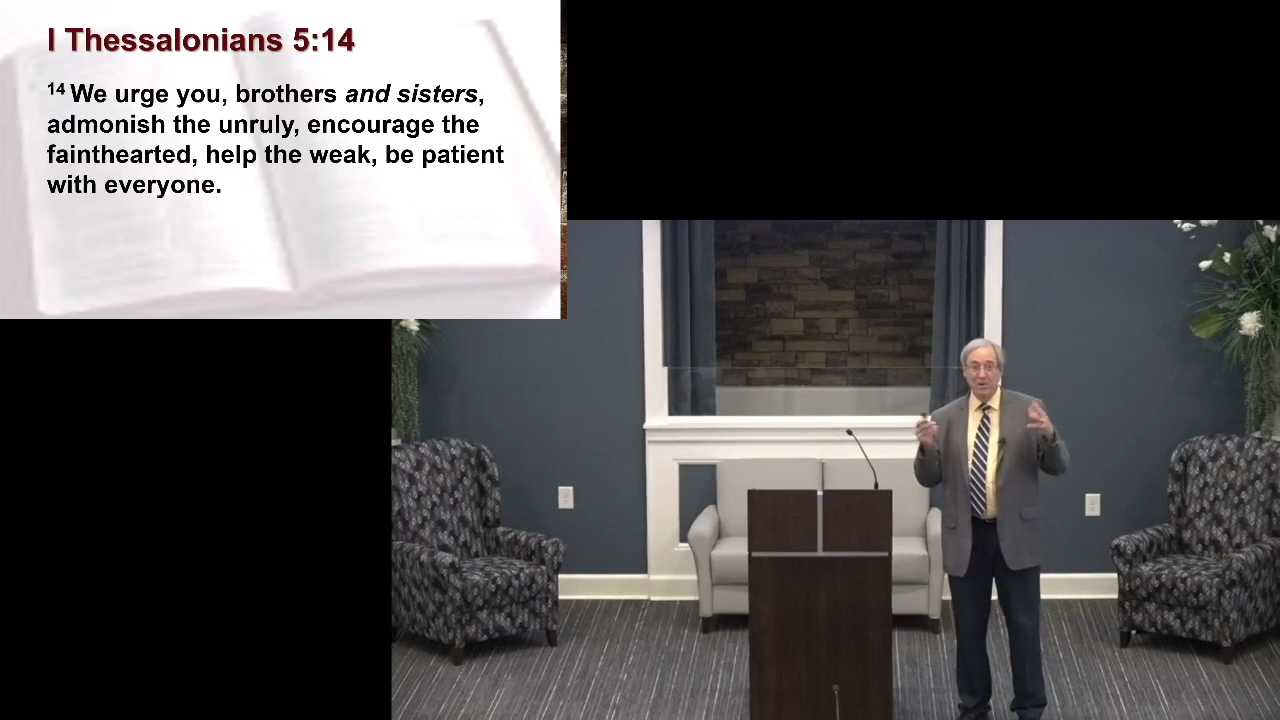 I Thessalonians 5:14
14 We urge you, brothers and sisters,
admonish the unruly, encourage the
fainthearted, help the weak, be patient
with everyone.